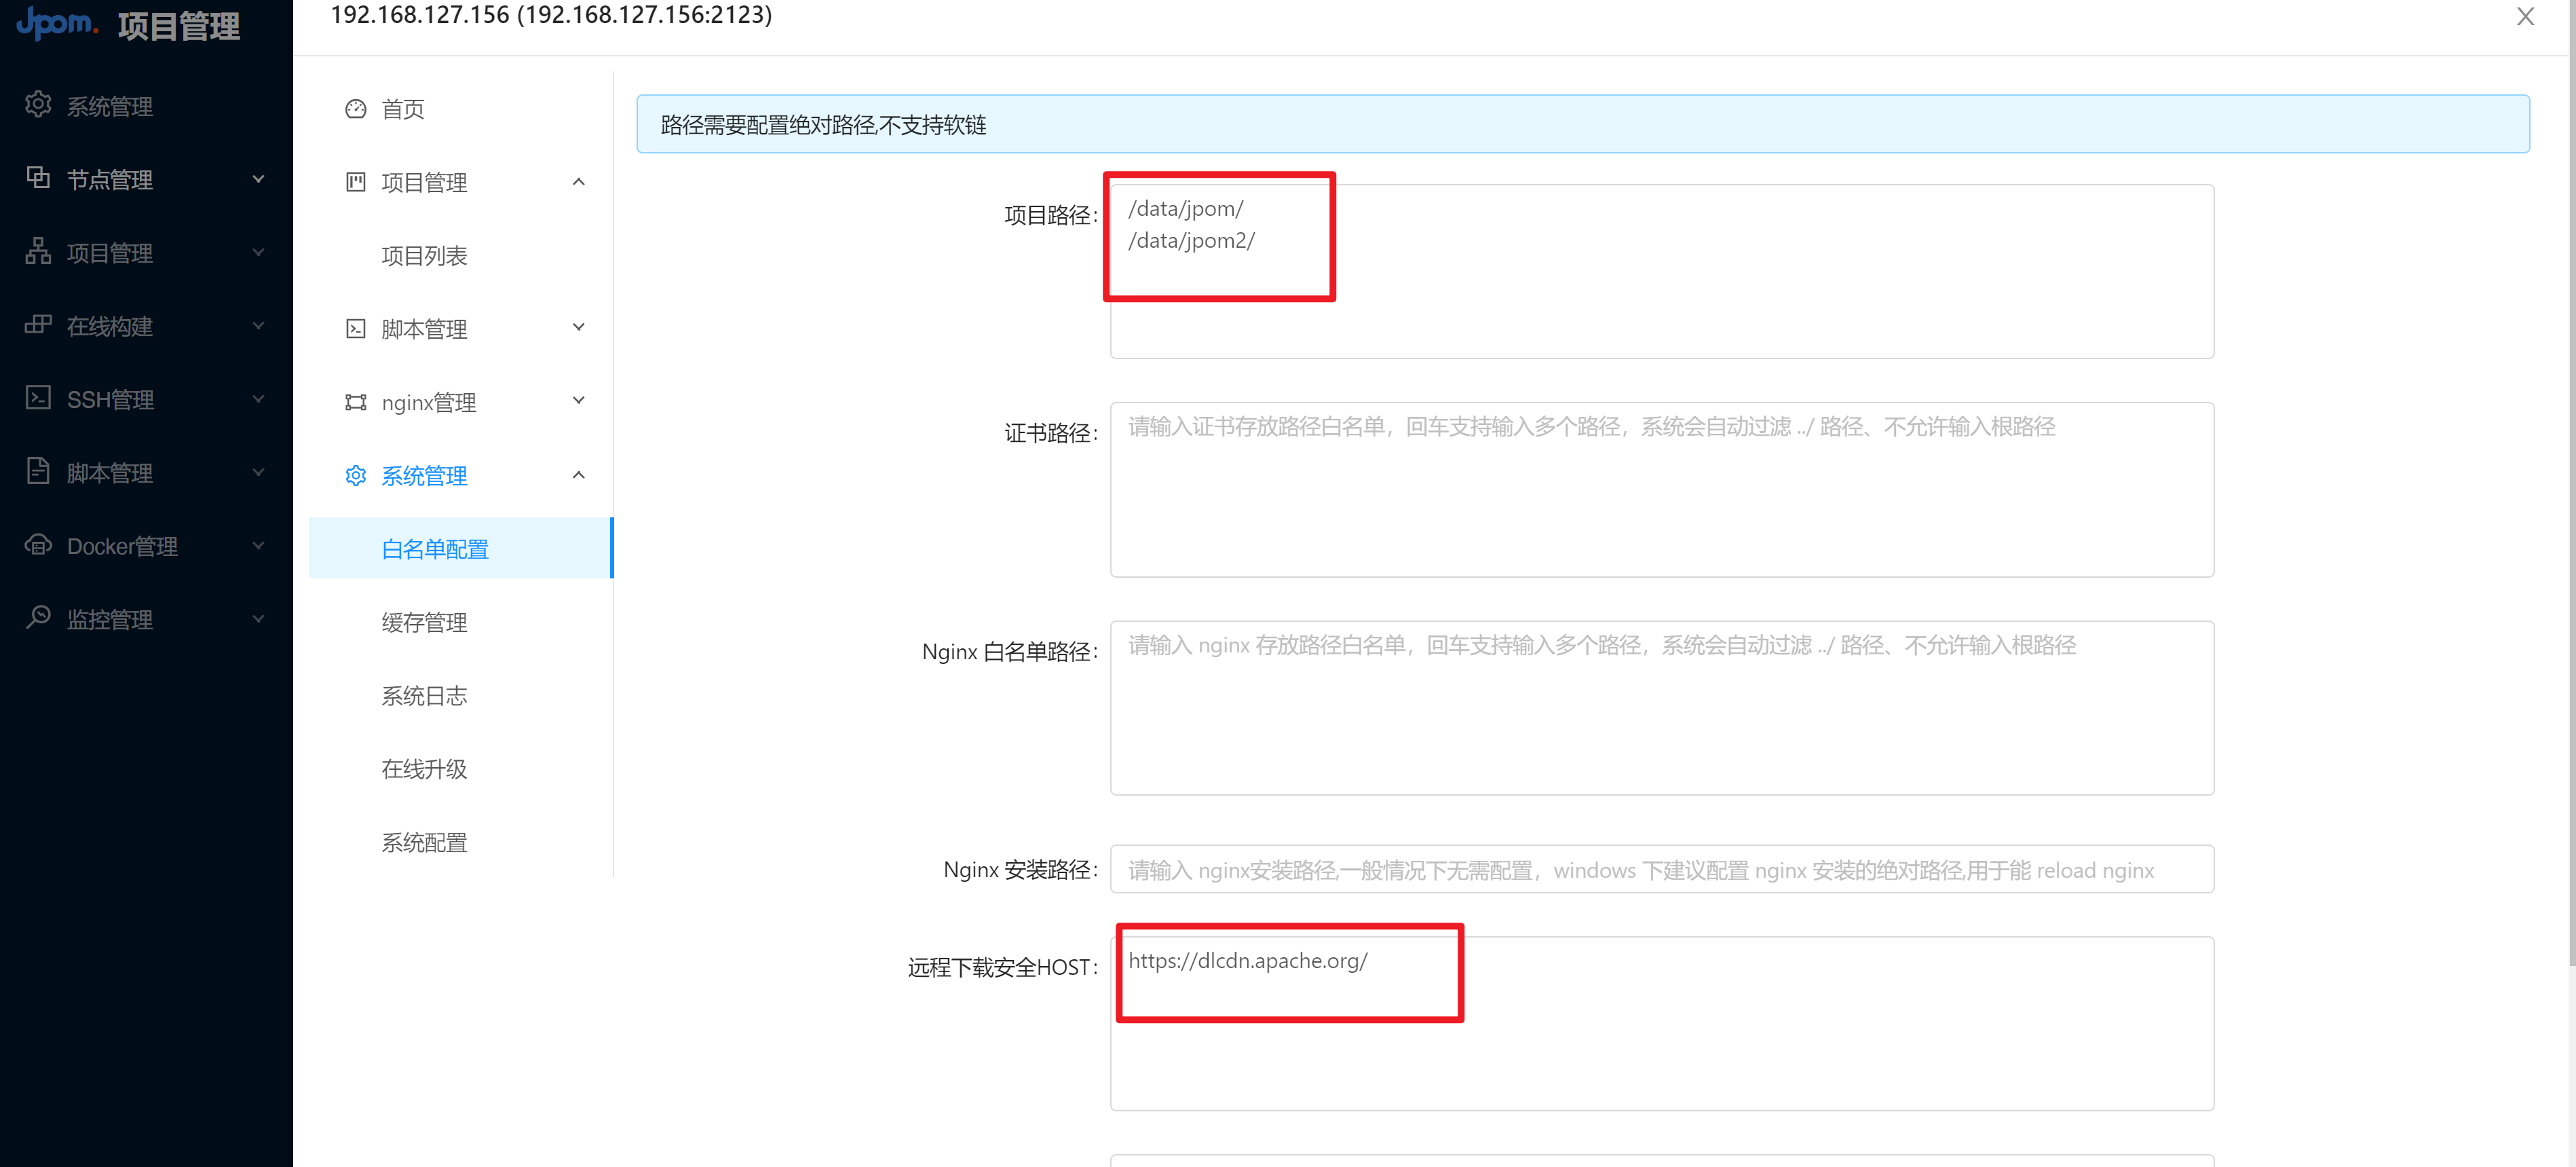 Jpom. 项目管理
系统管理
节点管理
项目管理
在线构建
SSH管理
脚本管理
Docker管理
监控管理
192.168.127.156 (192.168.127.156:2123)
首页
项目管理
项目列表
脚本管理
nginx管理
系统管理
白名单配置
缓存管理
系统日志
在线升级
系统配置
路径需要配置绝对路径,不支持软链
项目路径:
/data/jpom/
/data/jpom2/
证书路径:
请输入证书存放路径白名单，回车支持输入多个路径，系统会自动过滤 ../ 路径、不允许输入根路径
Nginx 白名单路径:
请输入 nginx 存放路径白名单，回车支持输入多个路径，系统会自动过滤 ../ 路径、不允许输入根路径
Nginx 安装路径:
请输入 nginx安装路径,一般情况下无需配置，windows 下建议配置 nginx 安装的绝对路径,用于能 reload nginx
远程下载安全HOST:
https://dlcdn.apache.org/